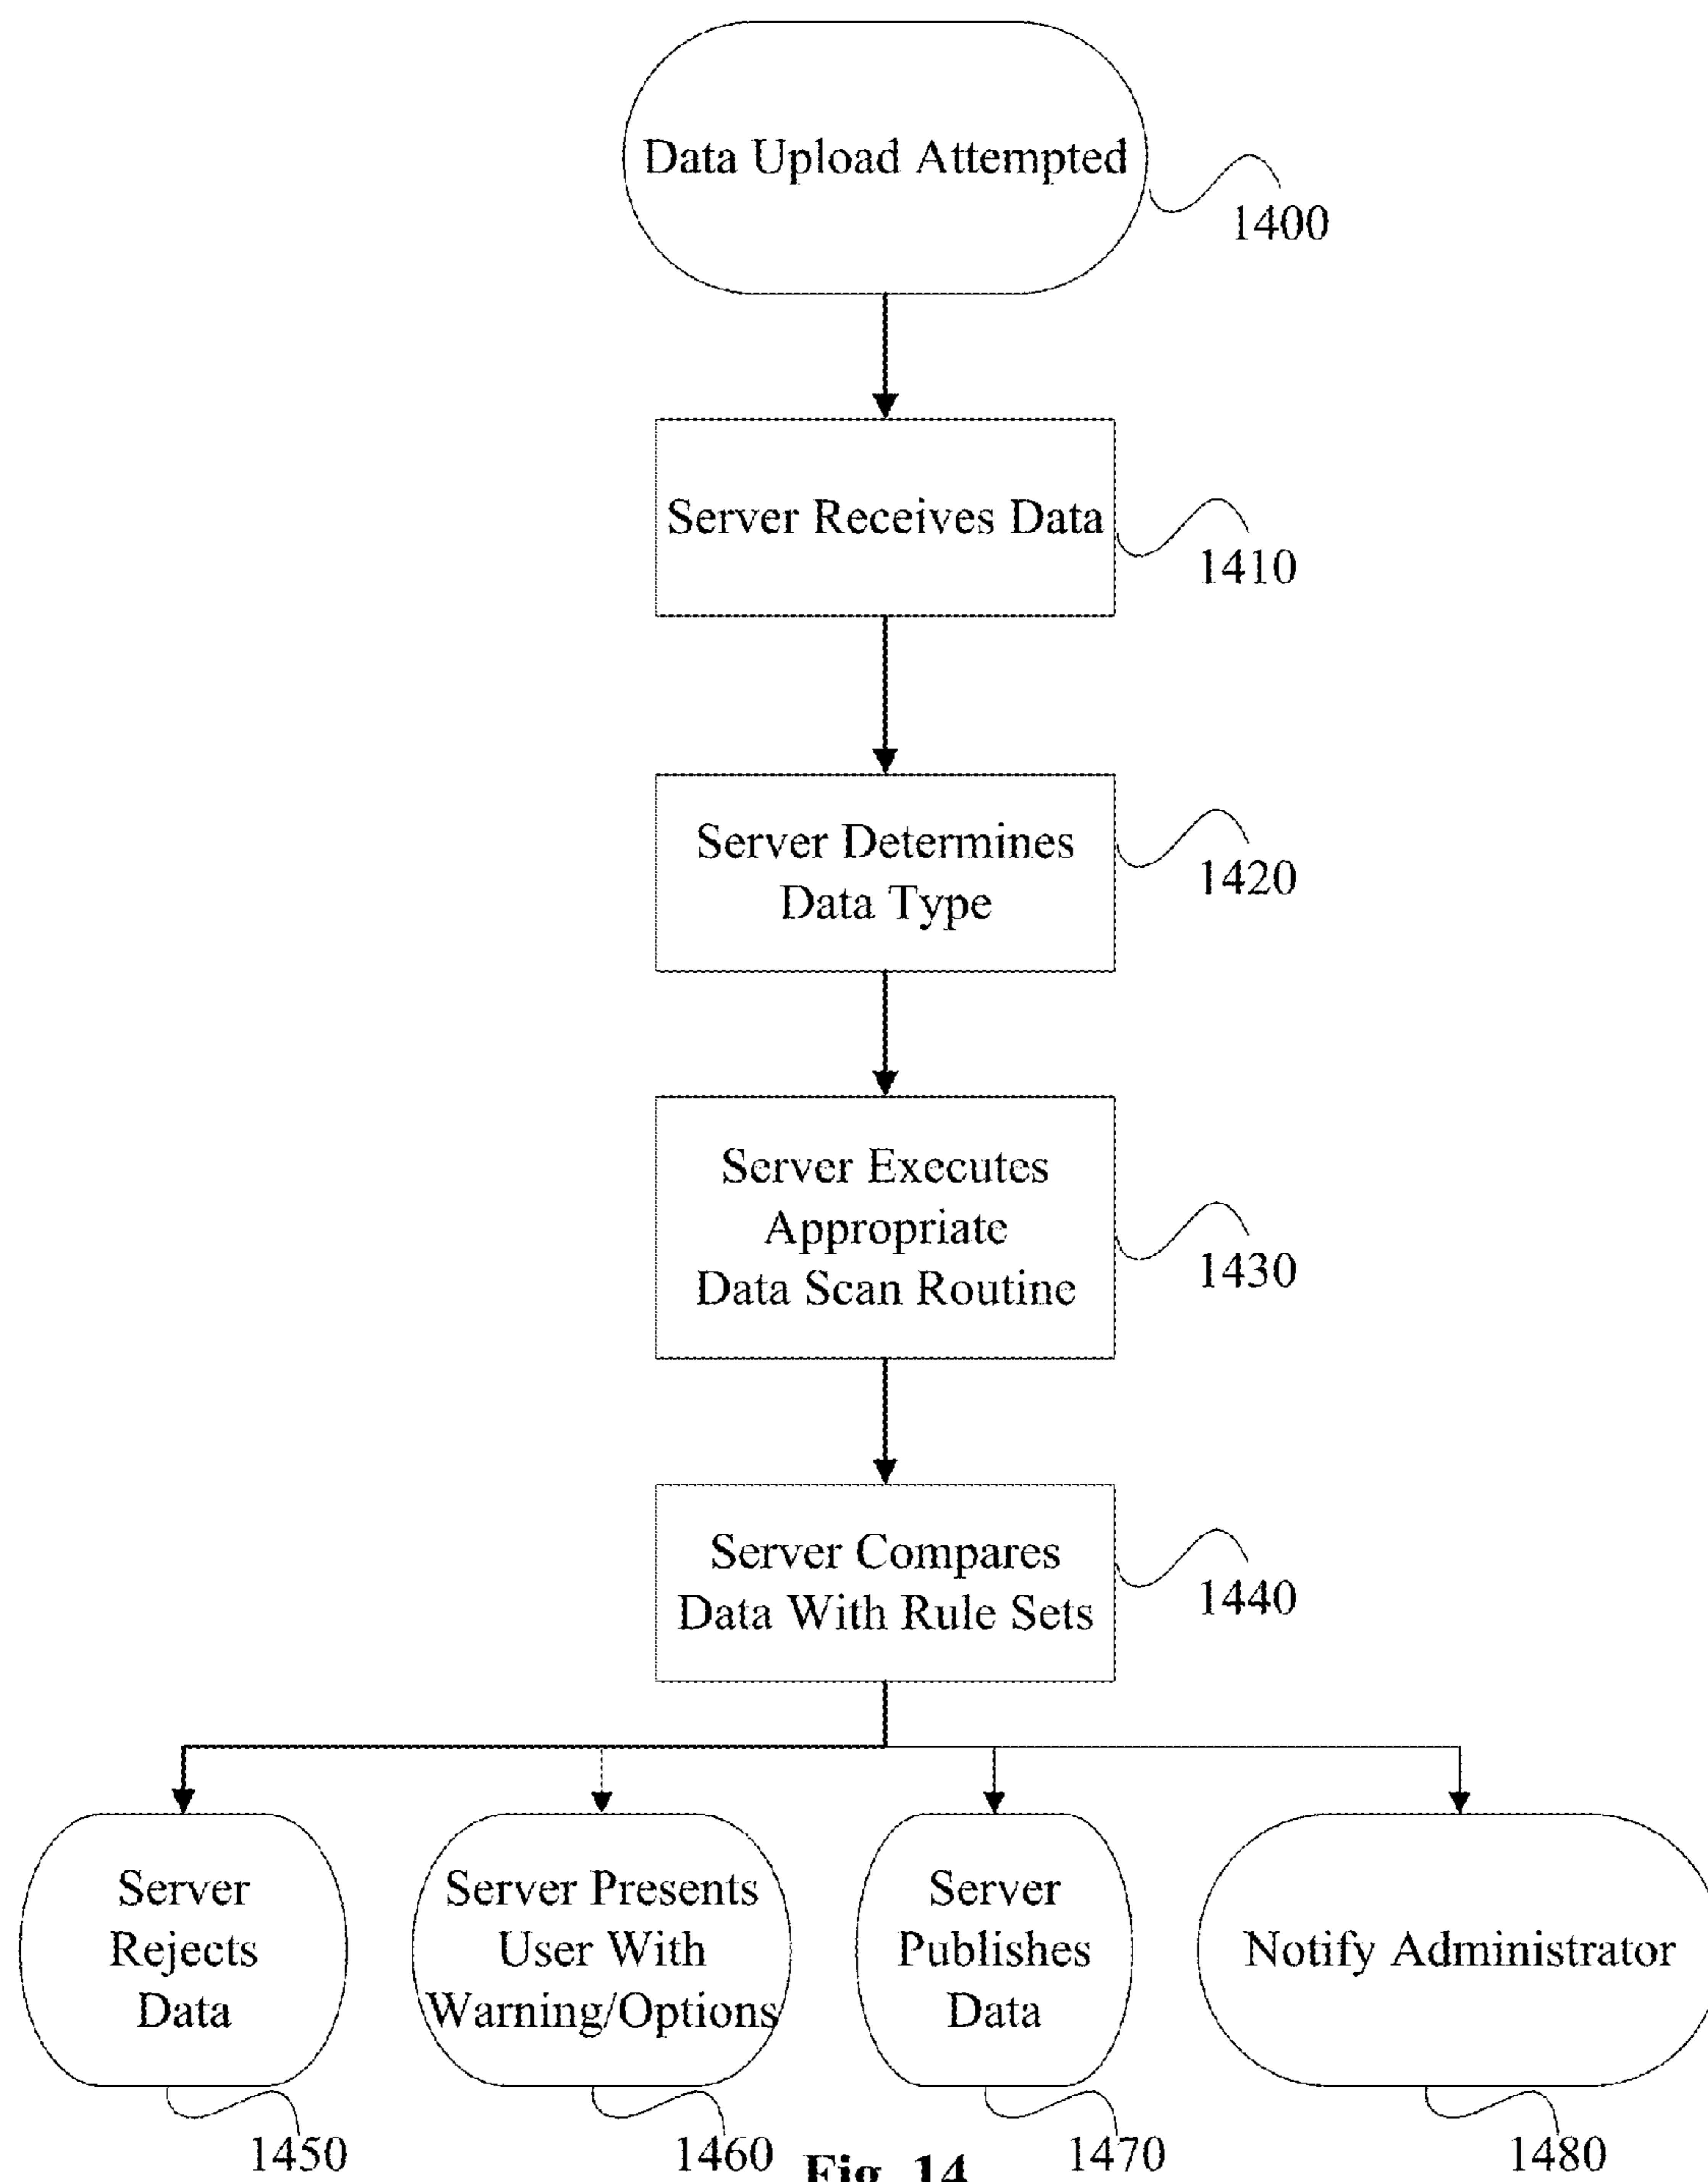 Data Upload Attempted
1400
Server Receives Data
1410
Server Determines
Data Type
1420
Server Executes
Appropriate
Data Scan Routine
1430
Server Compares
Data With Rule Sets
1440
Server
Rejects
Data
1450
Server Presents
User With
Warning/Options
1460
Server
Publishes
Data
1470
Notify Administrator
1480
Fig. 14